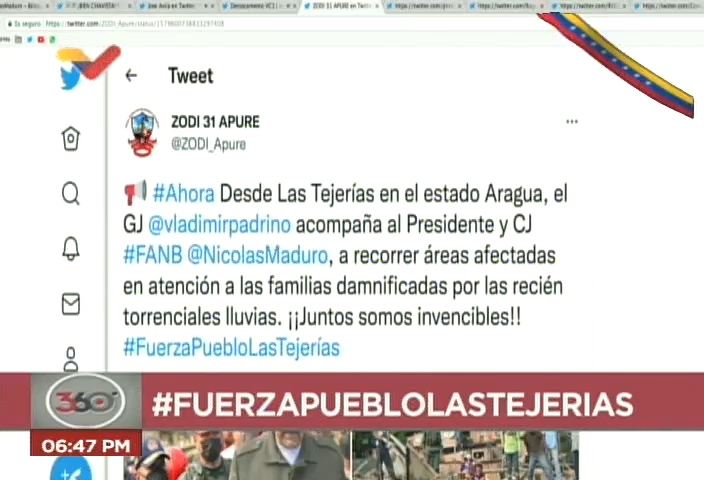 Tweet
ZODI 31 APURE
@ZODI_Apure
#Ahora Desde Las Tejerías en el estado Aragua, el
GJ @vladimirpadrino acompaña al Presidente y CJ
#FANB @NicolasMaduro, a recorrer áreas afectadas
en atención a las familias damnificadas por las recién
torrenciales lluvias. ¡¡Juntos somos invencibles!!
#FuerzaPuebloLasTejerías
360°
#FUERZAPUEBLOLASTEJERIAS
06:47 PM